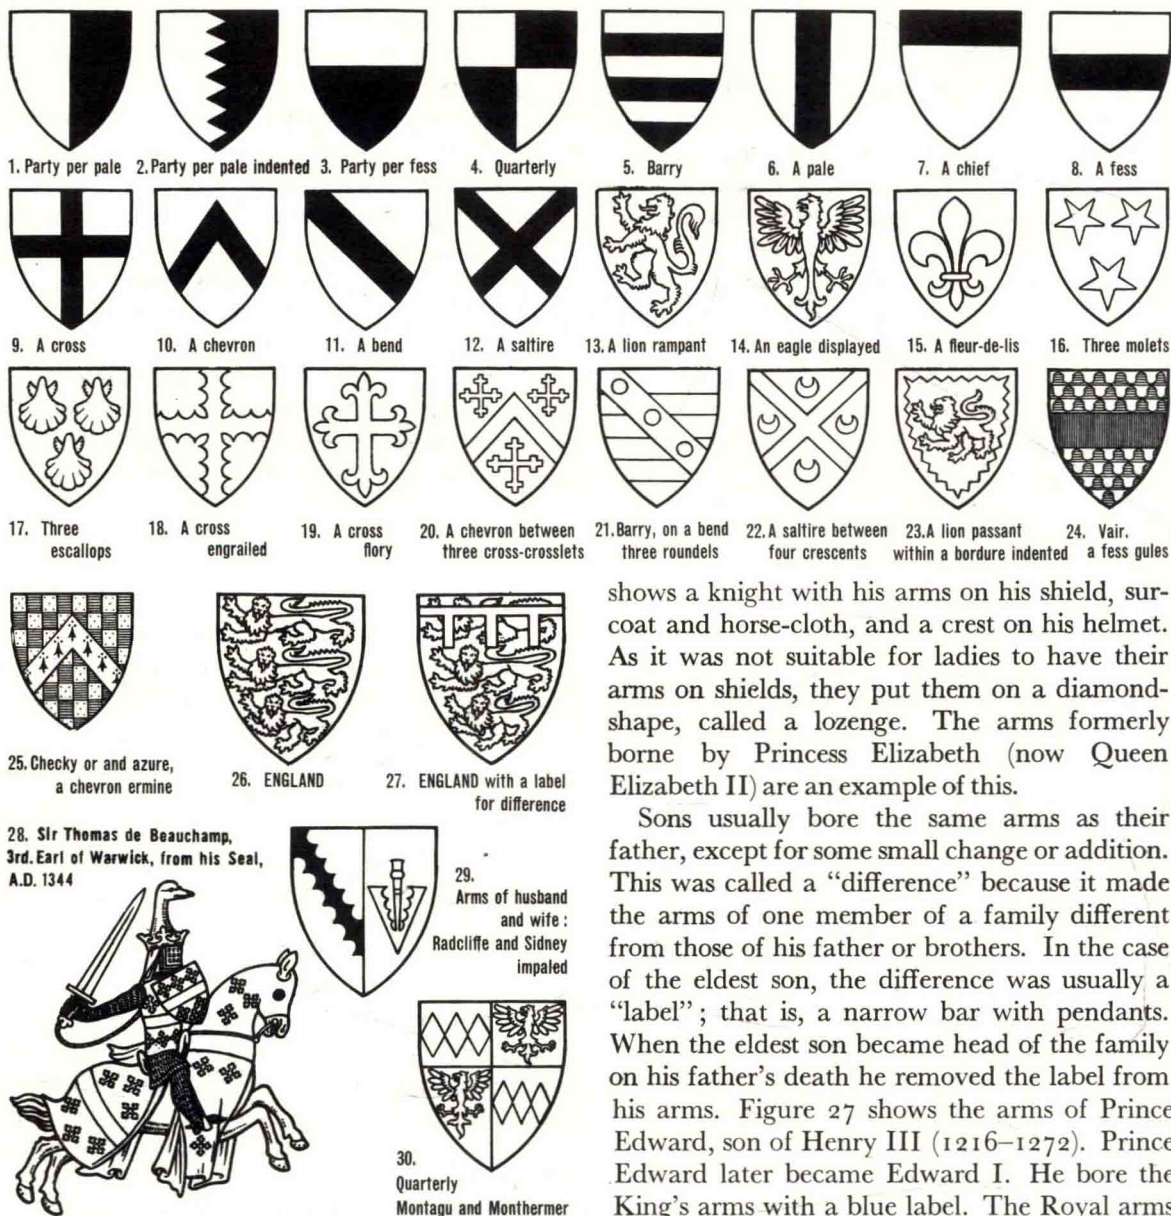 1. Party per pale
2. Party per pale indented
3. Party per fess
4. Quarterly
5. Barry
6. A pale
7. A chief
8. A fess
9. A cross
10. A chevron
11. A bend
12. A saltire
13. A lion rampant
14. An eagle displayed
15. A fleur-de-lis
16. Three molets
17. Three
escallops
18. A cross
engrailed
19. A cross
flory
20. A chevron between
three cross-crosslets
21. Barry, on a bend
three roundels
22. A saltire between
four crescents
23. A lion passant
within a bordure indented
24. Vair.
a fess gules
25. Checky or and azure,
a chevron ermine
26. ENGLAND
27. ENGLAND with a label
for difference
28. Sir Thomas de Beauchamp,
3rd. Earl of Warwick, from his Seal,
A.D. 1344
29.
Arms of husband
and wife :
Radcliffe and Sidney
impaled
30.
Quarterly
Montagu and Monthermer
shows a knight with his arms on his shield, sur-
coat and horse-cloth, and a crest on his helmet.
As it was not suitable for ladies to have their
arms on shields, they put them on a diamond-
shape, called a lozenge. The arms formerly
borne by Princess Elizabeth (now Queen
Elizabeth II) are an example of this.
Sons usually bore the same arms as their
father, except for some small change or addition.
This was called a “difference” because it made
the arms of one member of a family different
from those of his father or brothers. In the case
of the eldest son, the difference was usually a
“label”; that is, a narrow bar with pendants.
When the eldest son became head of the family
on his father’s death he removed the label from
his arms. Figure 27 shows the arms of Prince
Edward, son of Henry III (1216–1272). Prince
Edward later became Edward I. He bore the
King’s arms with a blue label. The Royal arms